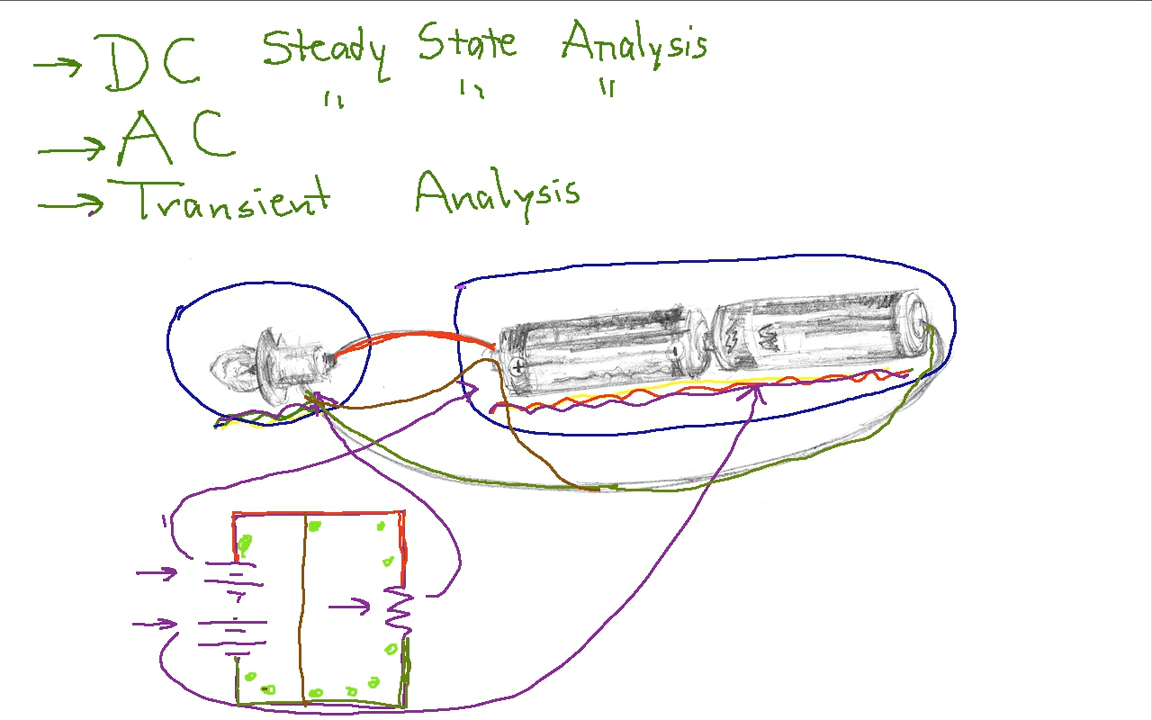 → DC Steady State Analysis
" " "
→ AC
→ Transient Analysis
+ -